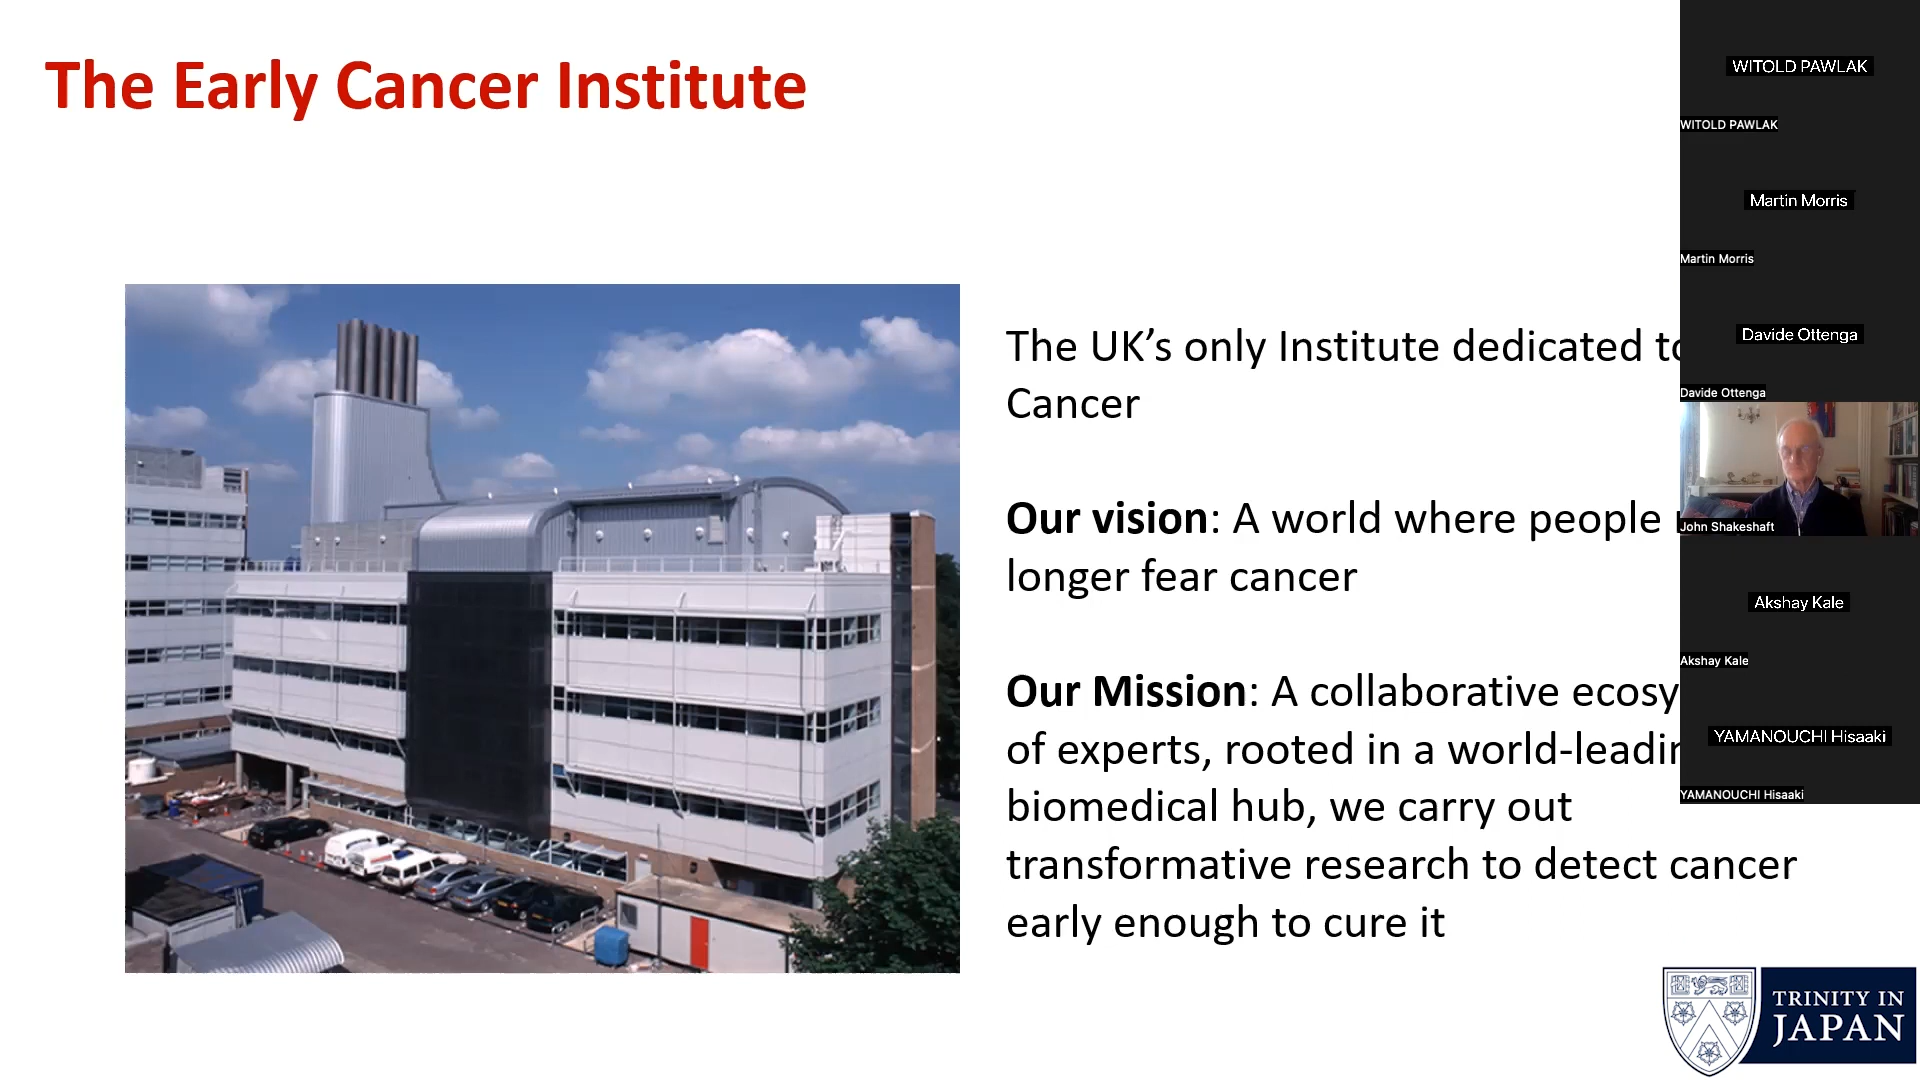 The Early Cancer Institute
The UK’s only Institute dedicated to
Cancer
Our vision: A world where people
longer fear cancer
Our Mission: A collaborative ecosy
of experts, rooted in a world-leadin
biomedical hub, we carry out
transformative research to detect cancer
early enough to cure it
WITOLD PAWLAK
WITOLD PAWLAK
Martin Morris
Martin Morris
Davide Ottenga
Davide Ottenga
John Shakeshaft
Akshay Kale
Akshay Kale
YAMANOUCHI Hisaaki
YAMANOUCHI Hisaaki
TRINITY IN
JAPAN